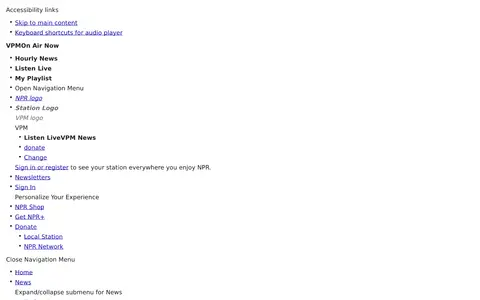 Accessibility links
Skip to main content
Keyboard shortcuts for audio player
VPMOn Air Now
Hourly News
Listen Live
My Playlist
Open Navigation Menu
NPR logo
Station Logo
VPM logo
VPM
Listen LiveVPM News
donate
Change
Sign in or register to see your station everywhere you enjoy NPR.
Newsletters
Sign In
Personalize Your Experience
NPR Shop
Get NPR+
Donate
Local Station
NPR Network
Close Navigation Menu
Home
News
Expand/collapse submenu for News